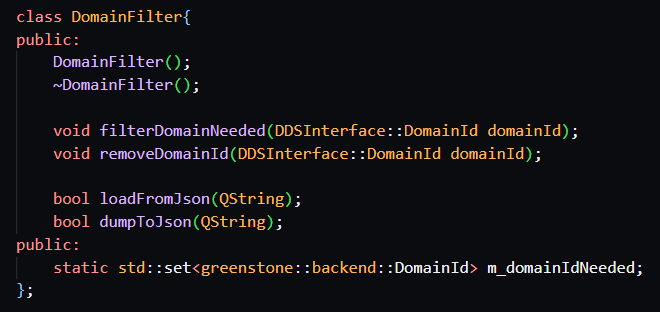 class DomainFilter{
public:
    DomainFilter();
    ~DomainFilter();

    void filterDomainNeeded(DDSInterface::DomainId domainId);
    void removeDomainId(DDSInterface::DomainId domainId);

    bool loadFromJson(QString);
    bool dumpToJson(QString);
public:
    static std::set<greenstone::backend::DomainId> m_domainIdNeeded;
};